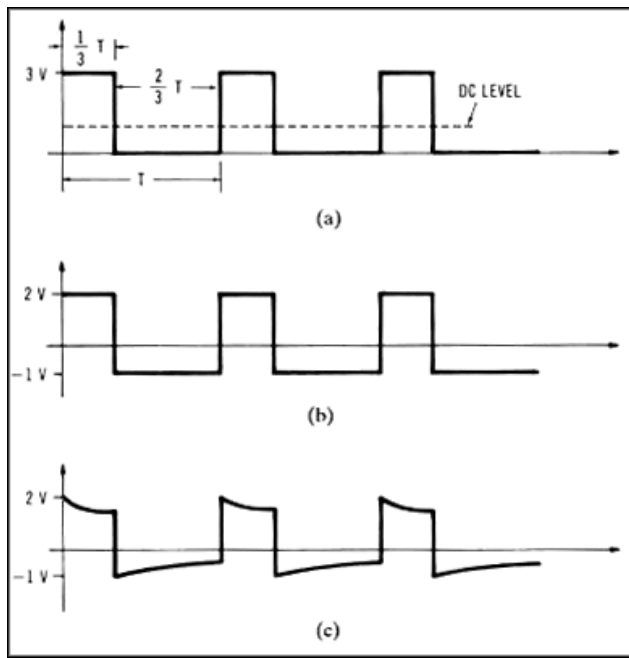 1/3 T
3 V
2/3 T
DC LEVEL
T
(a)
2 V
−1 V
(b)
2 V
−1 V
(c)